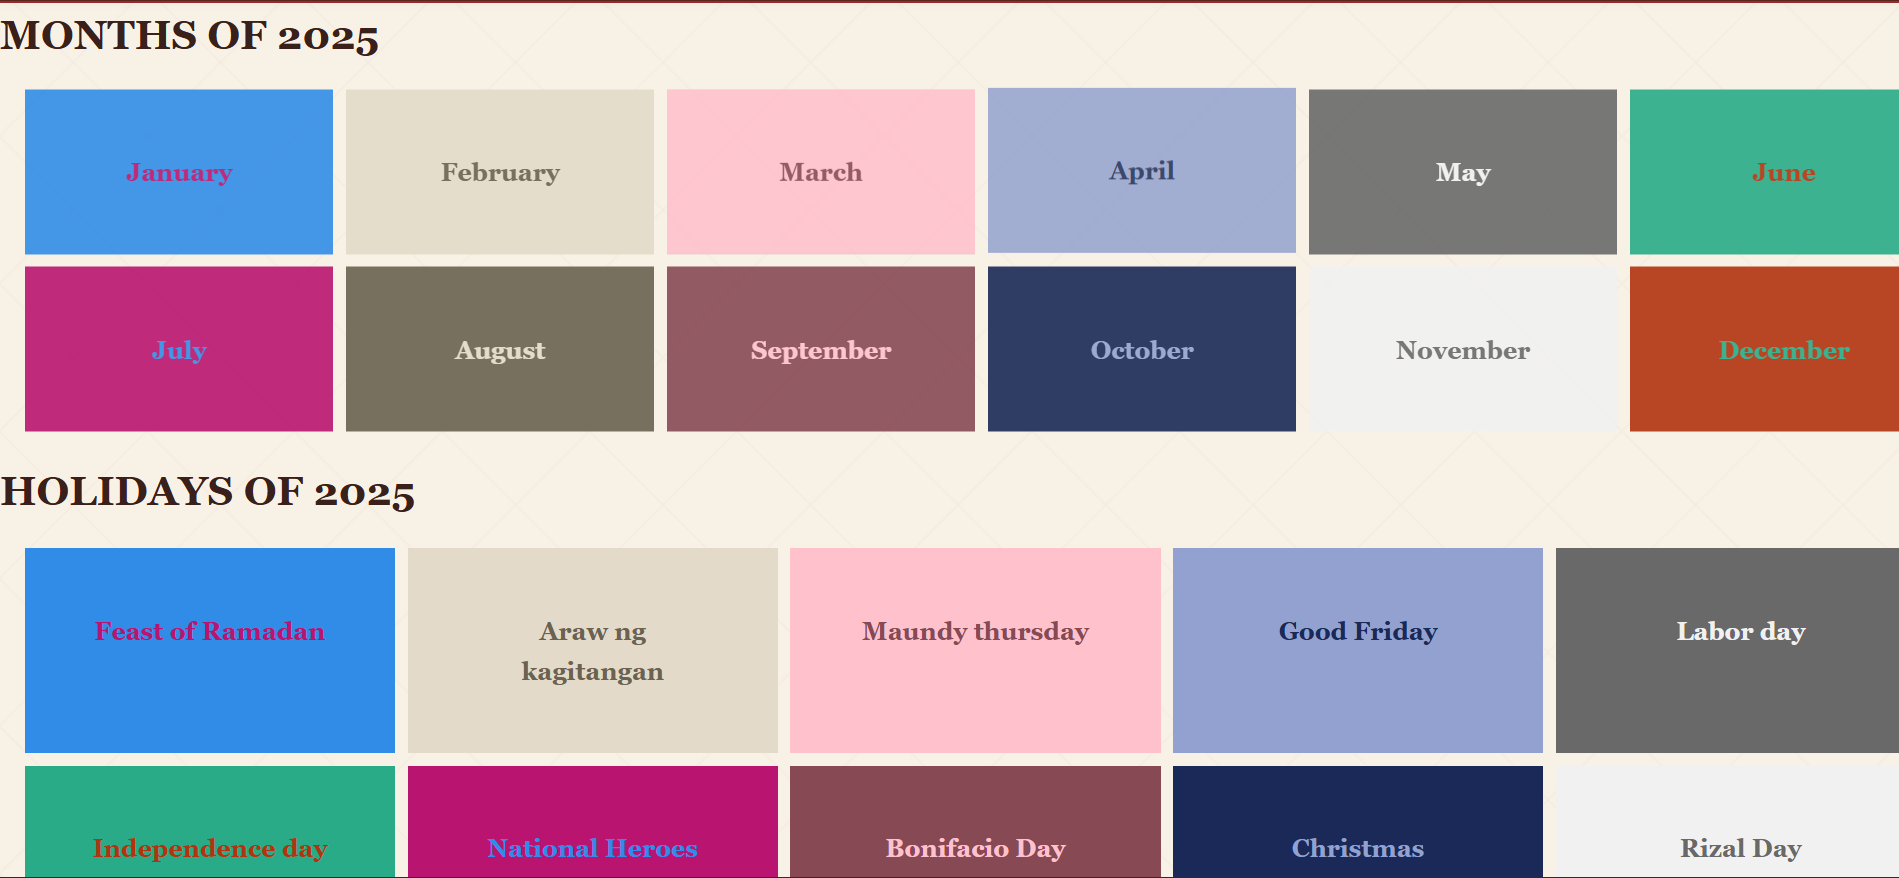 MONTHS OF 2025
January
February
March
April
May
June
July
August
September
October
November
December
HOLIDAYS OF 2025
Feast of Ramadan
Araw ng
kagitangan
Maundy thursday
Good Friday
Labor day
Independence day
National Heroes
Bonifacio Day
Christmas
Rizal Day